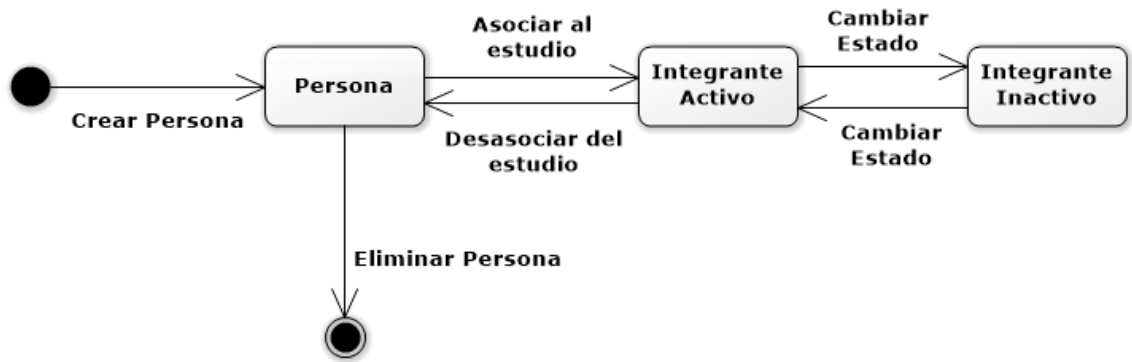 Asociar al
estudio
Cambiar
Estado
Persona
Integrante
Activo
Integrante
Inactivo
Crear Persona
Desasociar del
estudio
Cambiar
Estado
Eliminar Persona